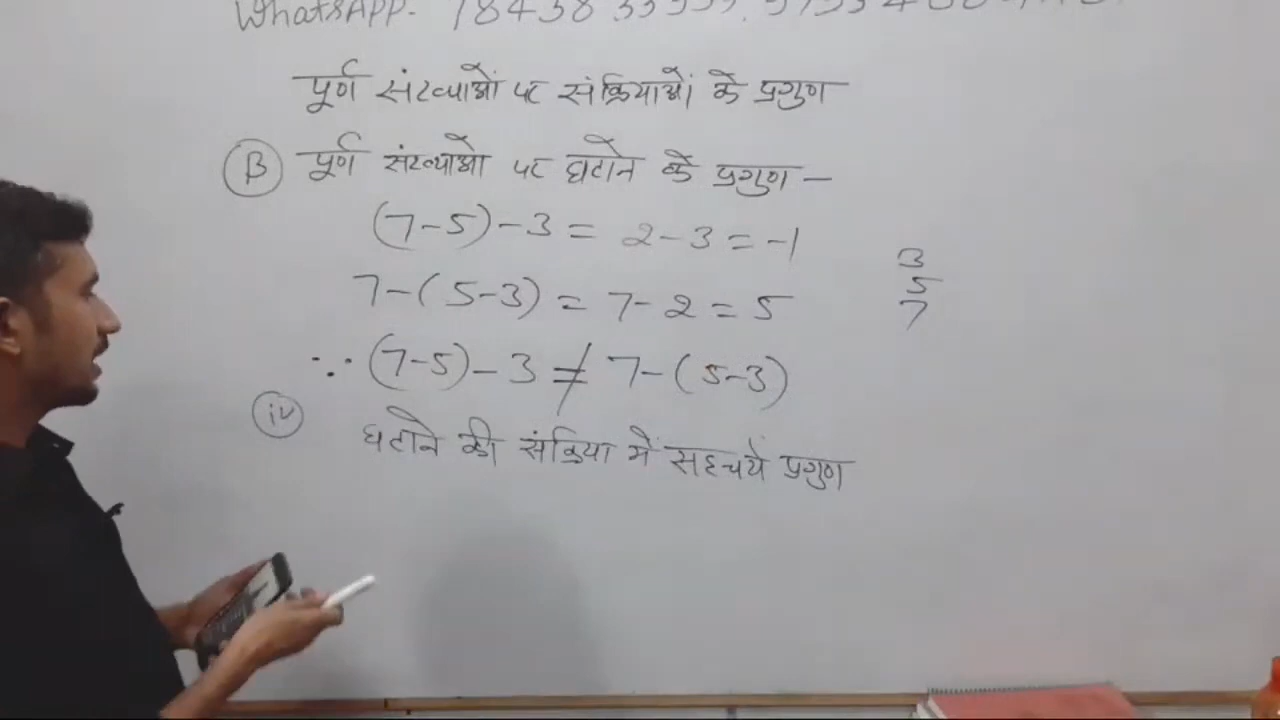 WhatsAPP-
पूर्ण संख्याओं पर संक्रियाओं के प्रगुण
B पूर्ण संख्याओं पर घटाने के प्रगुण -
(7-5)-3 = 2-3 = -1
7-(5-3) = 7-2 = 5
3
5
7
∵ (7-5)-3 ≠ 7-(5-3)
iv
घटाने की संक्रिया में सहचर्य प्रगुण